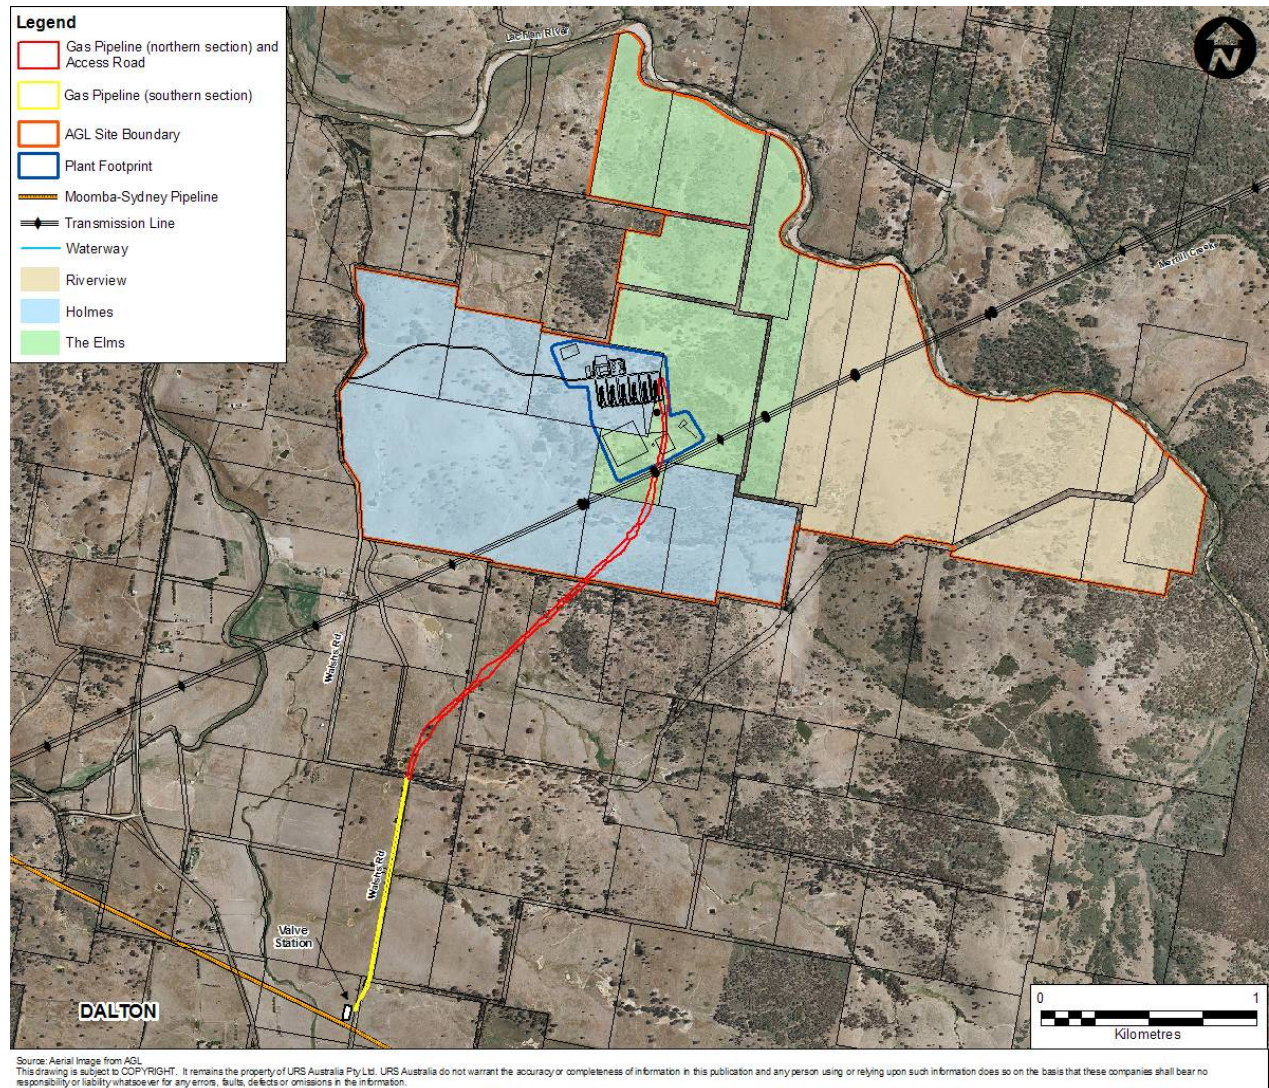 Legend
Gas Pipeline (northern section) and
Access Road
Gas Pipeline (southern section)
AGL Site Boundary
Plant Footprint
Moomba-Sydney Pipeline
Transmission Line
Waterway
Riverview
Holmes
The Elms
Lachlan River
N
Merrill Creek
Walshs Rd
Walshs Rd
Valve
Station
DALTON
0 1
Kilometres
Source: Aerial Image from AGL
This drawing is subject to COPYRIGHT. It remains the property of URS Australia Pty Ltd. URS Australia do not warrant the accuracy or completeness of information in this publication and any person using or relying upon such information does so on the basis that these companies shall bear no
responsibility or liability whatsoever for any errors, faults, defects or omissions in the information.